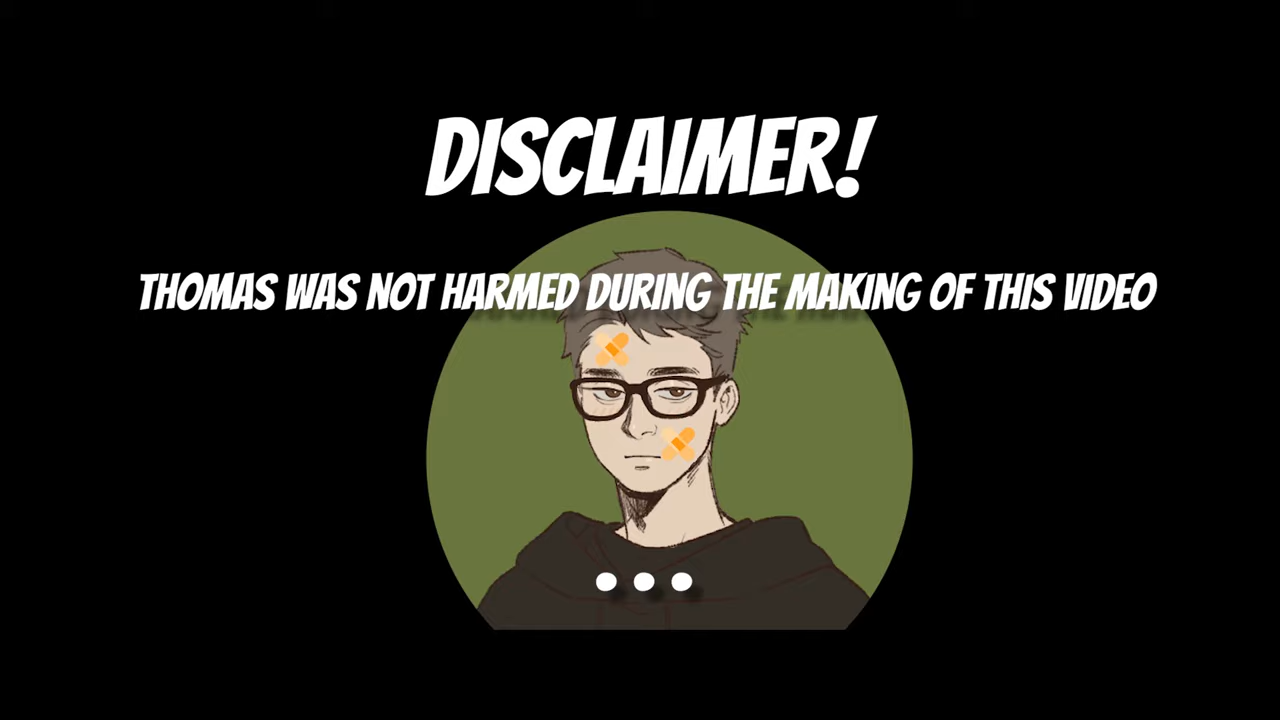 DISCLAIMER!
THOMAS WAS NOT HARMED DURING THE MAKING OF THIS VIDEO
...